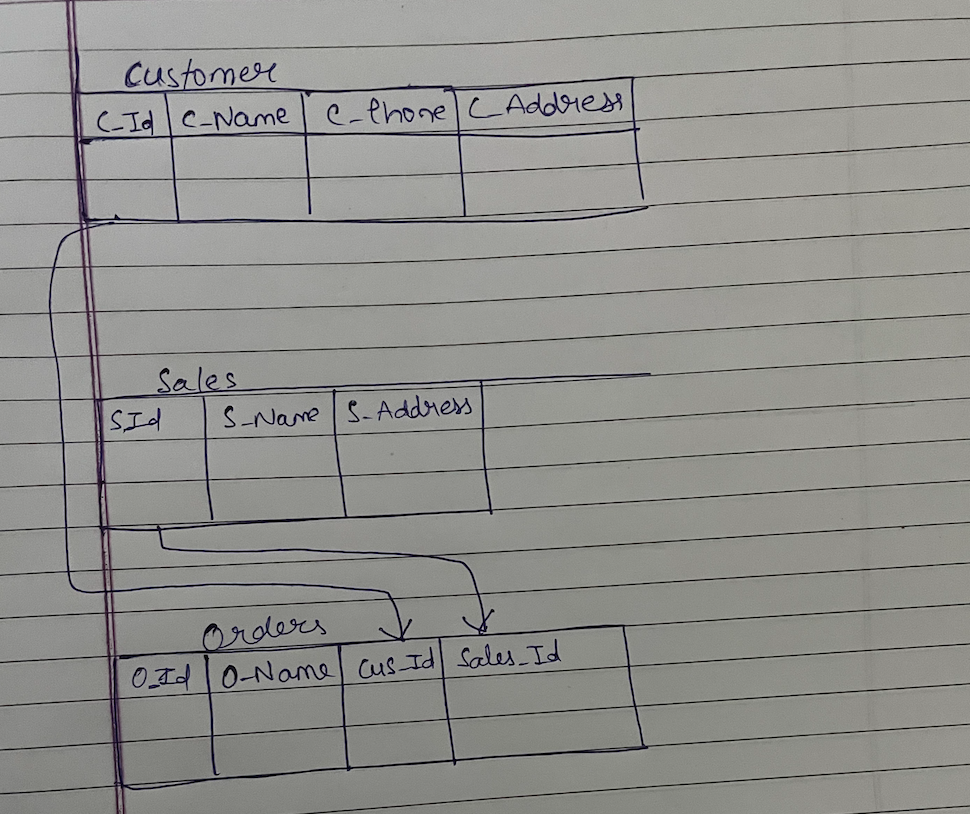 Customer
C_Id C_Name C_Phone C_Address
Sales
S_Id S_Name S_Address
Orders
O_Id O_Name Cus_Id Sales_Id